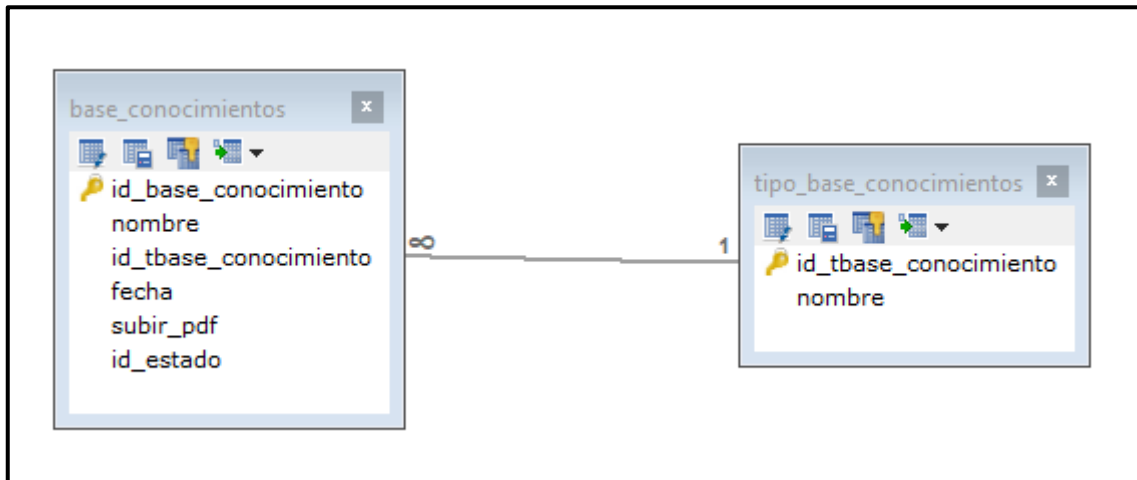 base_conocimientos
id_base_conocimiento
nombre
id_tbase_conocimiento
fecha
subir_pdf
id_estado
∞
1
tipo_base_conocimientos
id_tbase_conocimiento
nombre